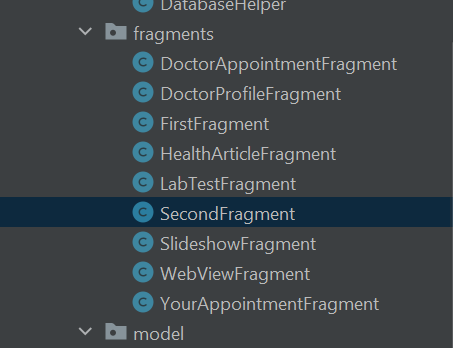 DatabaseHelper
fragments
C DoctorAppointmentFragment
C DoctorProfileFragment
C FirstFragment
C HealthArticleFragment
C LabTestFragment
C SecondFragment
C SlideshowFragment
C WebViewFragment
C YourAppointmentFragment
model